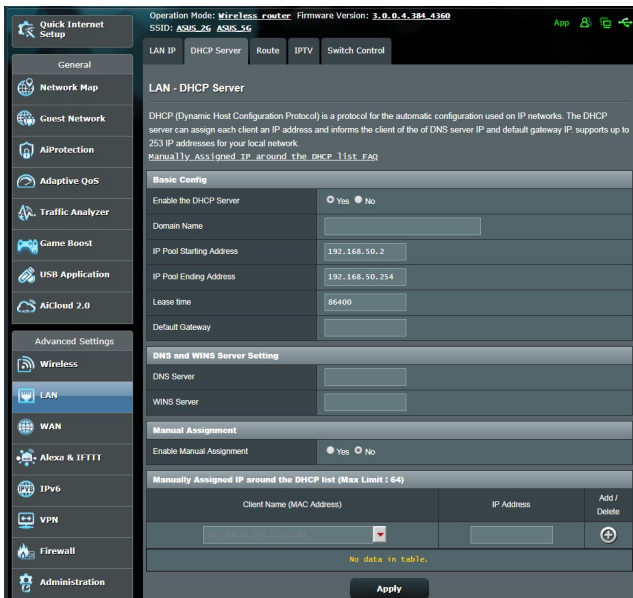 Quick Internet
Setup
General
Network Map
Guest Network
AiProtection
Adaptive QoS
Traffic Analyzer
Game Boost
USB Application
AiCloud 2.0
Advanced Settings
Wireless
LAN
WAN
Alexa & IFTTT
IPv6
VPN
Firewall
Administration
Operation Mode: Wireless router Firmware Version: 3.0.0.4.384_4360
SSID: ASUS_2G ASUS_5G
App
LAN IP DHCP Server Route IPTV Switch Control
LAN - DHCP Server
DHCP (Dynamic Host Configuration Protocol) is a protocol for the automatic configuration used on IP networks. The DHCP
server can assign each client an IP address and informs the client of the of DNS server IP and default gateway IP. supports up to
253 IP addresses for your local network.
Manually Assigned IP around the DHCP list FAQ
Basic Config
Enable the DHCP Server Yes No
Domain Name
IP Pool Starting Address 192.168.50.2
IP Pool Ending Address 192.168.50.254
Lease time 86400
Default Gateway
DNS and WINS Server Setting
DNS Server
WINS Server
Manual Assignment
Enable Manual Assignment Yes No
Manually Assigned IP around the DHCP list (Max Limit : 64)
Client Name (MAC Address) IP Address Add /
Delete
No data in table.
Apply